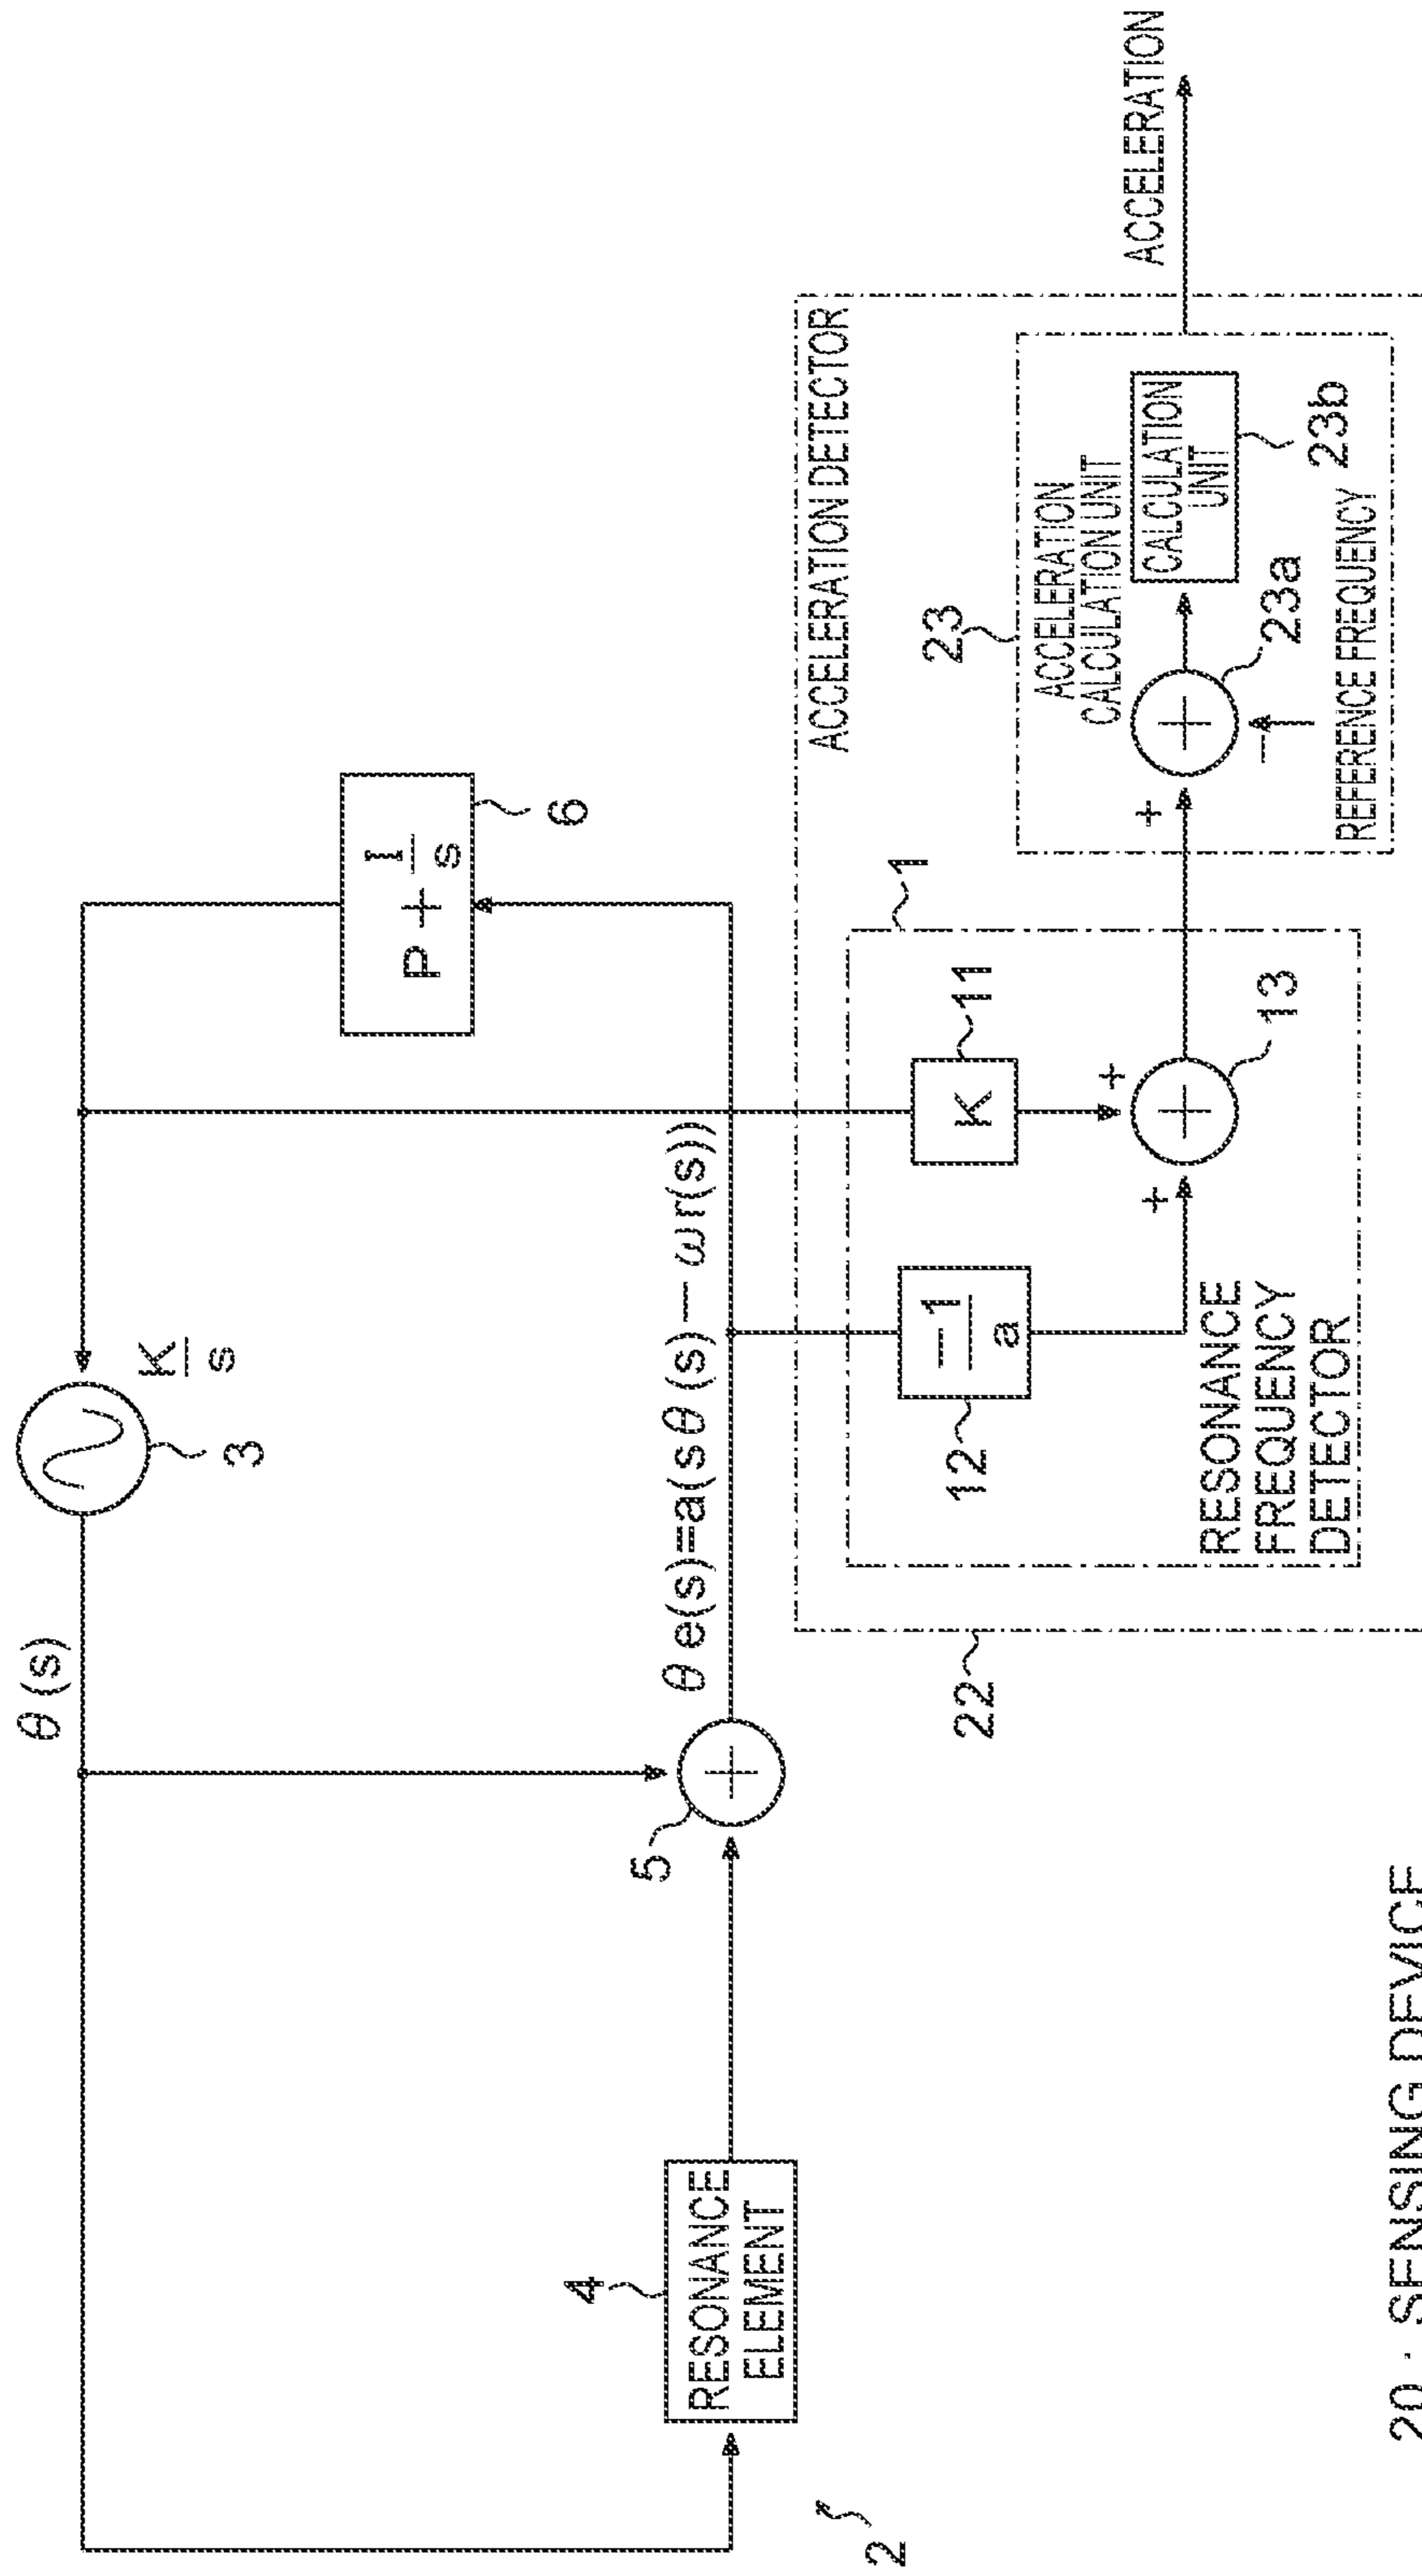 θ(s)
3
K
s
P+
I
s
6
4
RESONANCE
ELEMENT
2
5
θe(s)=a(sθ(s)−ωr(s))
22
ACCELERATION DETECTOR
1
12
−1
a
K
11
+
+
13
RESONANCE
FREQUENCY
DETECTOR
23
ACCELERATION
CALCULATION UNIT
+
−
23a
CALCULATION
UNIT
23b
REFERENCE FREQUENCY
ACCELERATION
20 : SENSING DEVICE